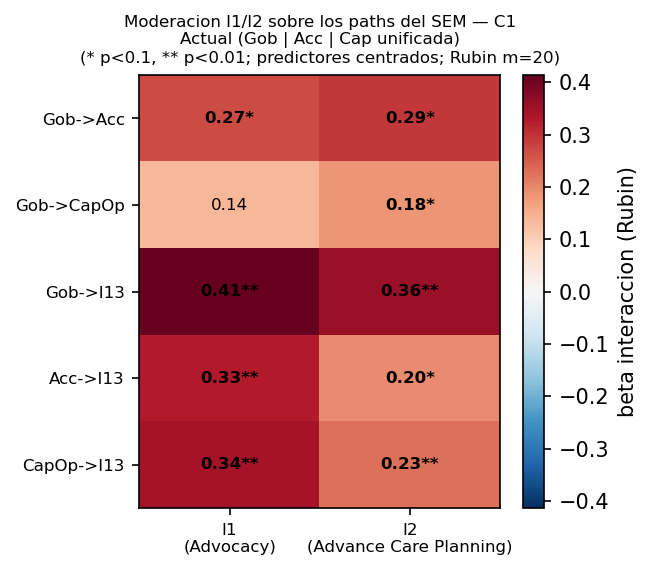 Moderacion I1/I2 sobre los paths del SEM — C1
Actual (Gob | Acc | Cap unificada)
(* p<0.1, ** p<0.01; predictores centrados; Rubin m=20)
Gob->Acc 0.27* 0.29*
Gob->CapOp 0.14 0.18*
Gob->I13 0.41** 0.36**
Acc->I13 0.33** 0.20*
CapOp->I13 0.34** 0.23**
I1 I2
(Advocacy) (Advance Care Planning)
0.4
0.3
0.2
0.1
0.0
−0.1
−0.2
−0.3
−0.4
beta interaccion (Rubin)